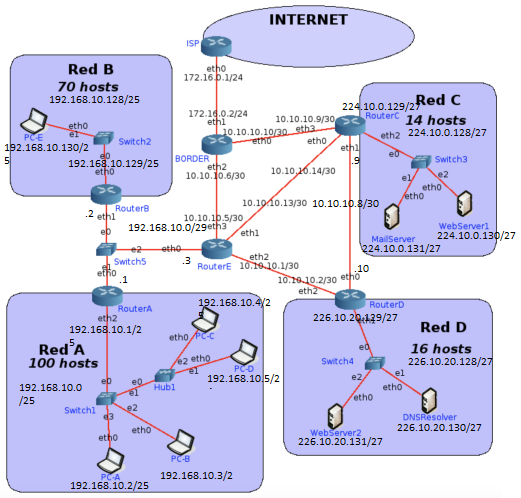 INTERNET
ISP
eth0
172.16.0.1/24
172.16.0.2/24
eth1
BORDER
eth2
10.10.10.6/30
10.10.10.10/30
eth0
10.10.10.9/30
eth3
224.10.0.129/27
RouterC
eth2
eth1
.9
Red C
14 hosts
224.10.0.128/27
e0
Switch3
e1
e2
eth0
eth0
MailServer
224.10.0.131/27
WebServer1
224.10.0.130/27
Red B
70 hosts
192.168.10.128/25
PC-E
eth0
e1
192.168.10.130/2
5
Switch2
e0
192.168.10.129/25
eth0
RouterB
.2
eth1
e0
192.168.10.0/29
e2
eth0
Switch5
e1
eth0
.1
RouterA
.3
RouterE
10.10.10.5/30
eth3
eth1
10.10.10.14/30
10.10.10.13/30
10.10.10.8/30
eth2
10.10.10.1/30
10.10.10.2/30
eth2
.10
eth0
RouterD
226.10.20.129/27
eth1
Red D
16 hosts
226.10.20.128/27
e0
Switch4
e2
e1
eth0
eth0
WebServer2
226.10.20.131/27
DNSResolver
226.10.20.130/27
eth2
192.168.10.1/2
5
Red A
100 hosts
192.168.10.0
/25
192.168.10.4/2
5
PC-C
eth0
e2
eth0
e1
PC-D
192.168.10.5/2
Hub1
e0
e0
e1
Switch1
e2
e3
eth0
eth0
PC-B
192.168.10.3/2
PC-A
192.168.10.2/25